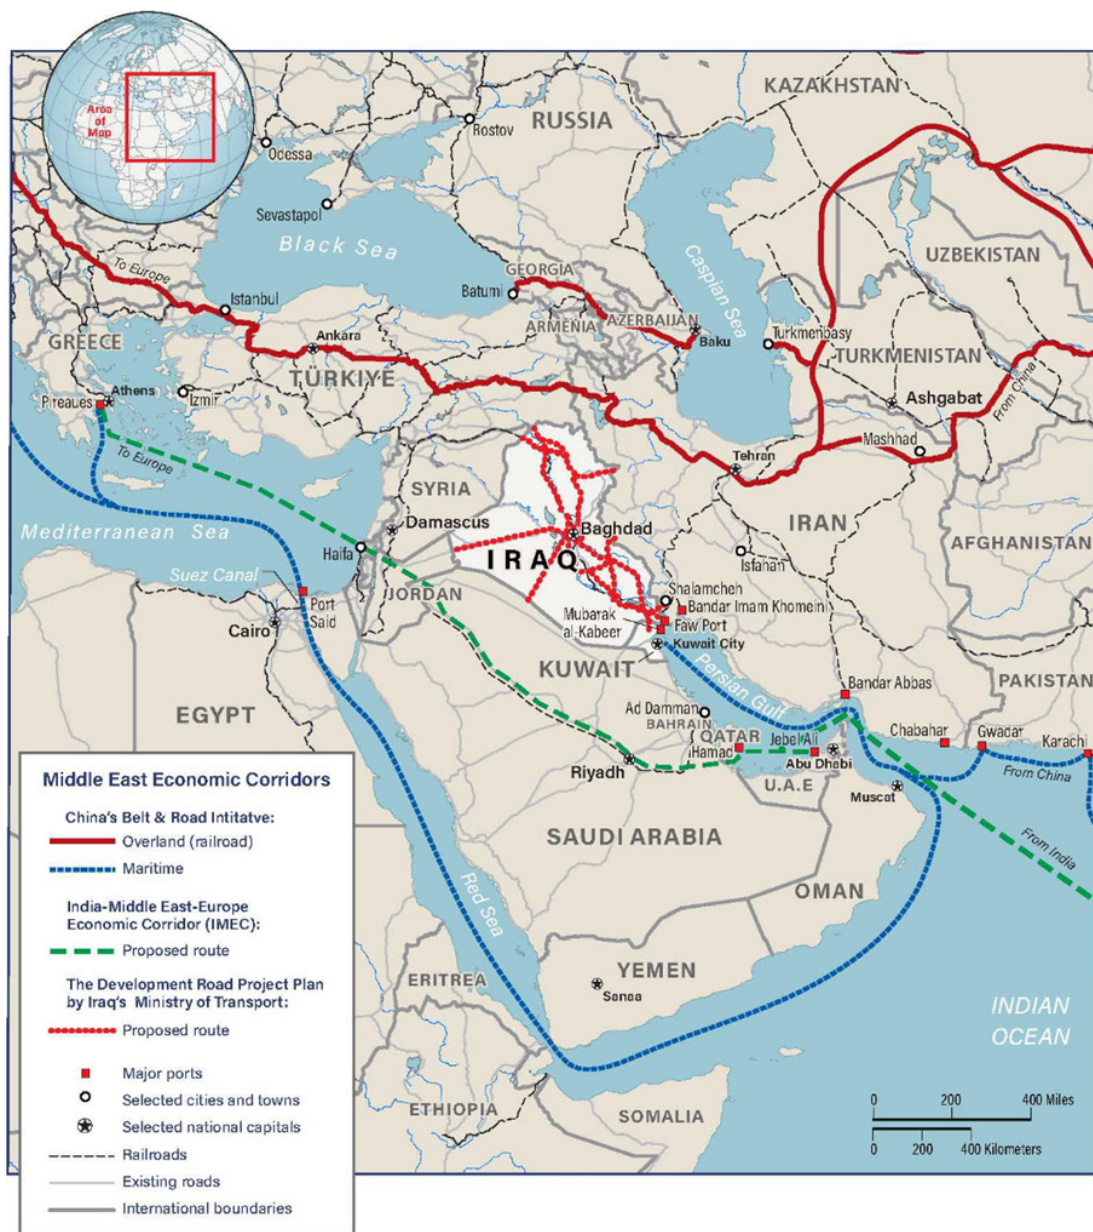 Area
of
Map
KAZAKHSTAN
RUSSIA
Rostov
Odessa
Sevastapol
Black Sea
Caspian Sea
UZBEKISTAN
To Europe
GEORGIA
Batumi
Istanbul
ARMENIA
AZERBAIJAN
Baku
Turkmenbasy
TURKMENISTAN
GREECE
Ankara
TÜRKIYE
Athens
Pireaues
Izmir
Ashgabat
From China
Mashhad
To Europe
Tehran
SYRIA
Damascus
Baghdad
IRAN
AFGHANISTAN
Mediterranean Sea
Haifa
IRAQ
Isfahan
Suez Canal
JORDAN
Shalamcheh
Port
Said
Bandar Imam Khomeini
Mubarak
al-Kabeer
Faw Port
Cairo
Kuwait City
KUWAIT
Persian Gulf
Bandar Abbas
PAKISTAN
EGYPT
Ad Damman
BAHRAIN
QATAR
Hamad
Jebel Ali
Chabahar
Gwadar
Karachi
Riyadh
Abu Dhabi
From China
U.A.E
Muscat
SAUDI ARABIA
From India
OMAN
Red Sea
YEMEN
Sanaa
ERITREA
INDIAN
OCEAN
ETHIOPIA
SOMALIA
0 200 400 Miles
0 200 400 Kilometers
Middle East Economic Corridors
China's Belt & Road Intitatve:
Overland (railroad)
Maritime
India-Middle East-Europe
Economic Corridor (IMEC):
Proposed route
The Development Road Project Plan
by Iraq's Ministry of Transport:
Proposed route
Major ports
Selected cities and towns
Selected national capitals
Railroads
Existing roads
International boundaries